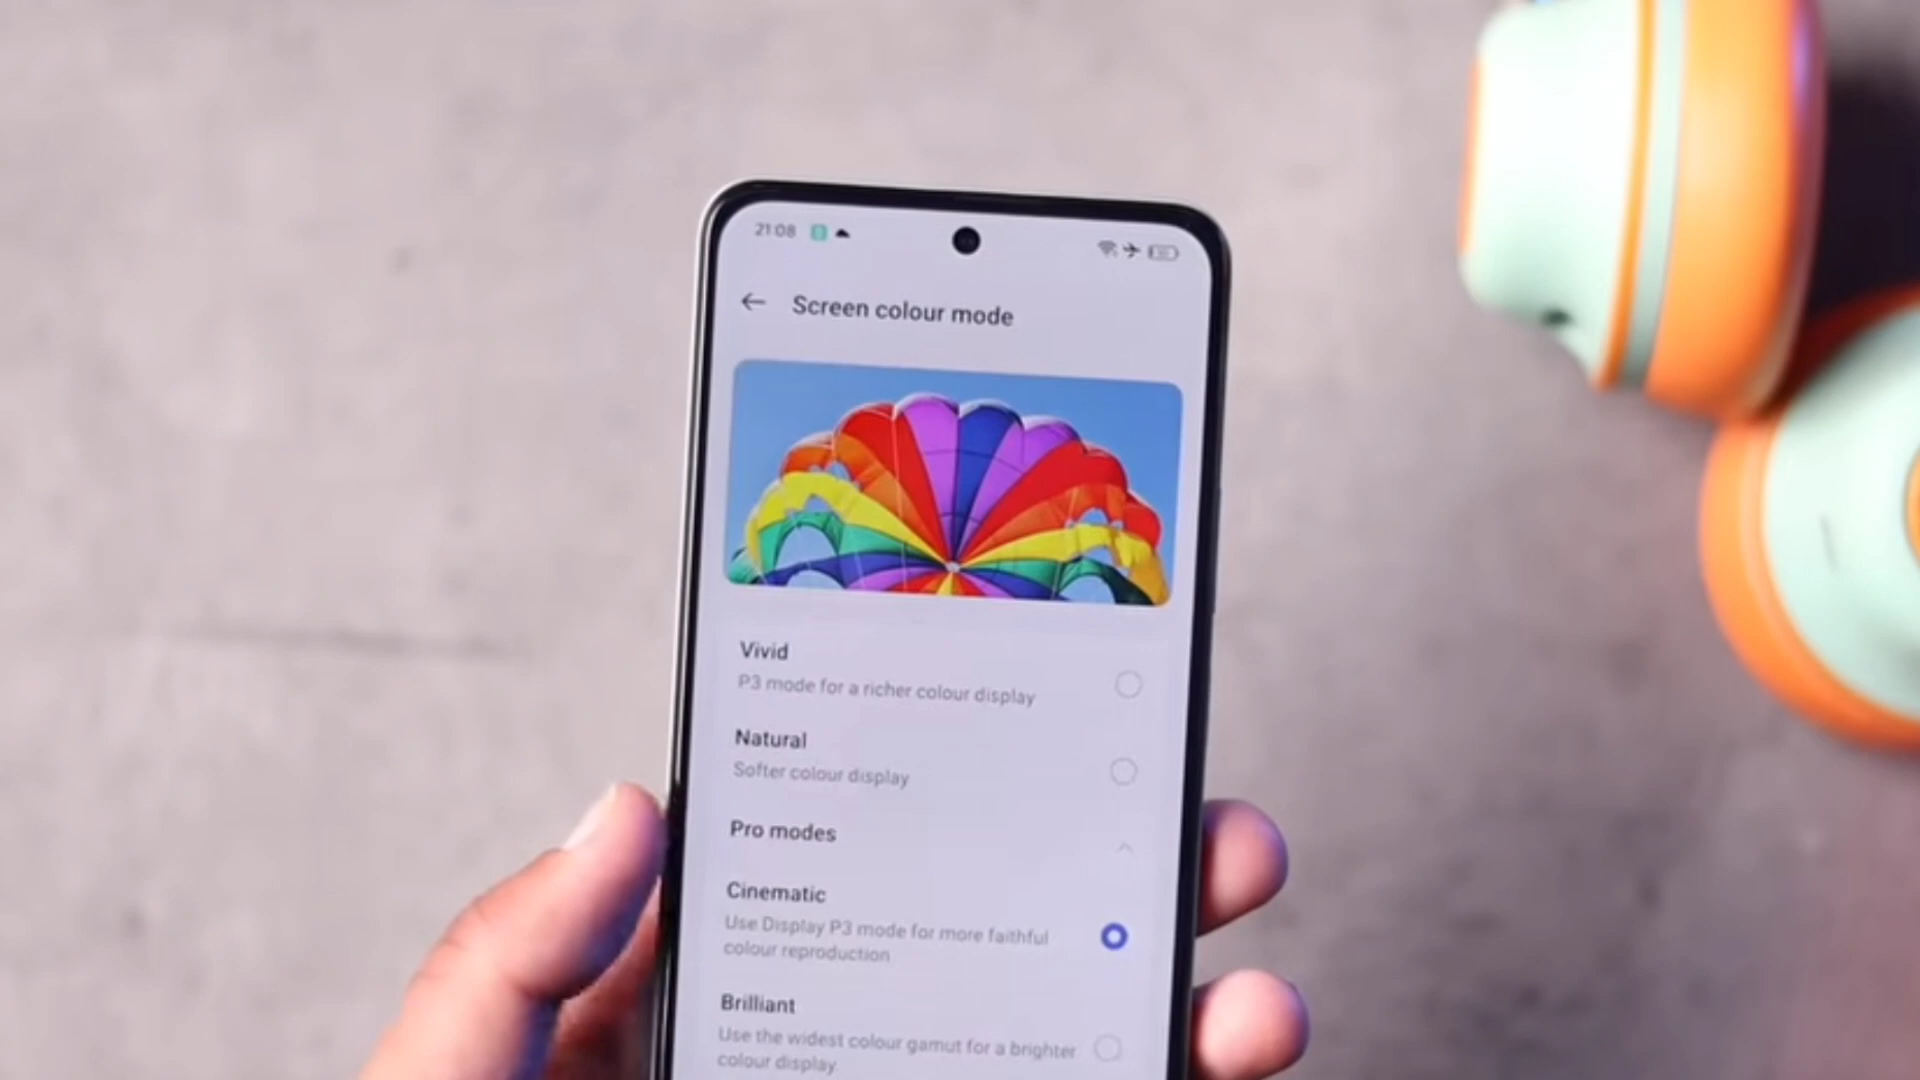 21:08
Screen colour mode
Vivid
P3 mode for a richer colour display
Natural
Softer colour display
Pro modes
Cinematic
Use Display P3 mode for more faithful
colour reproduction
Brilliant
Use the widest colour gamut for a brighter
colour display